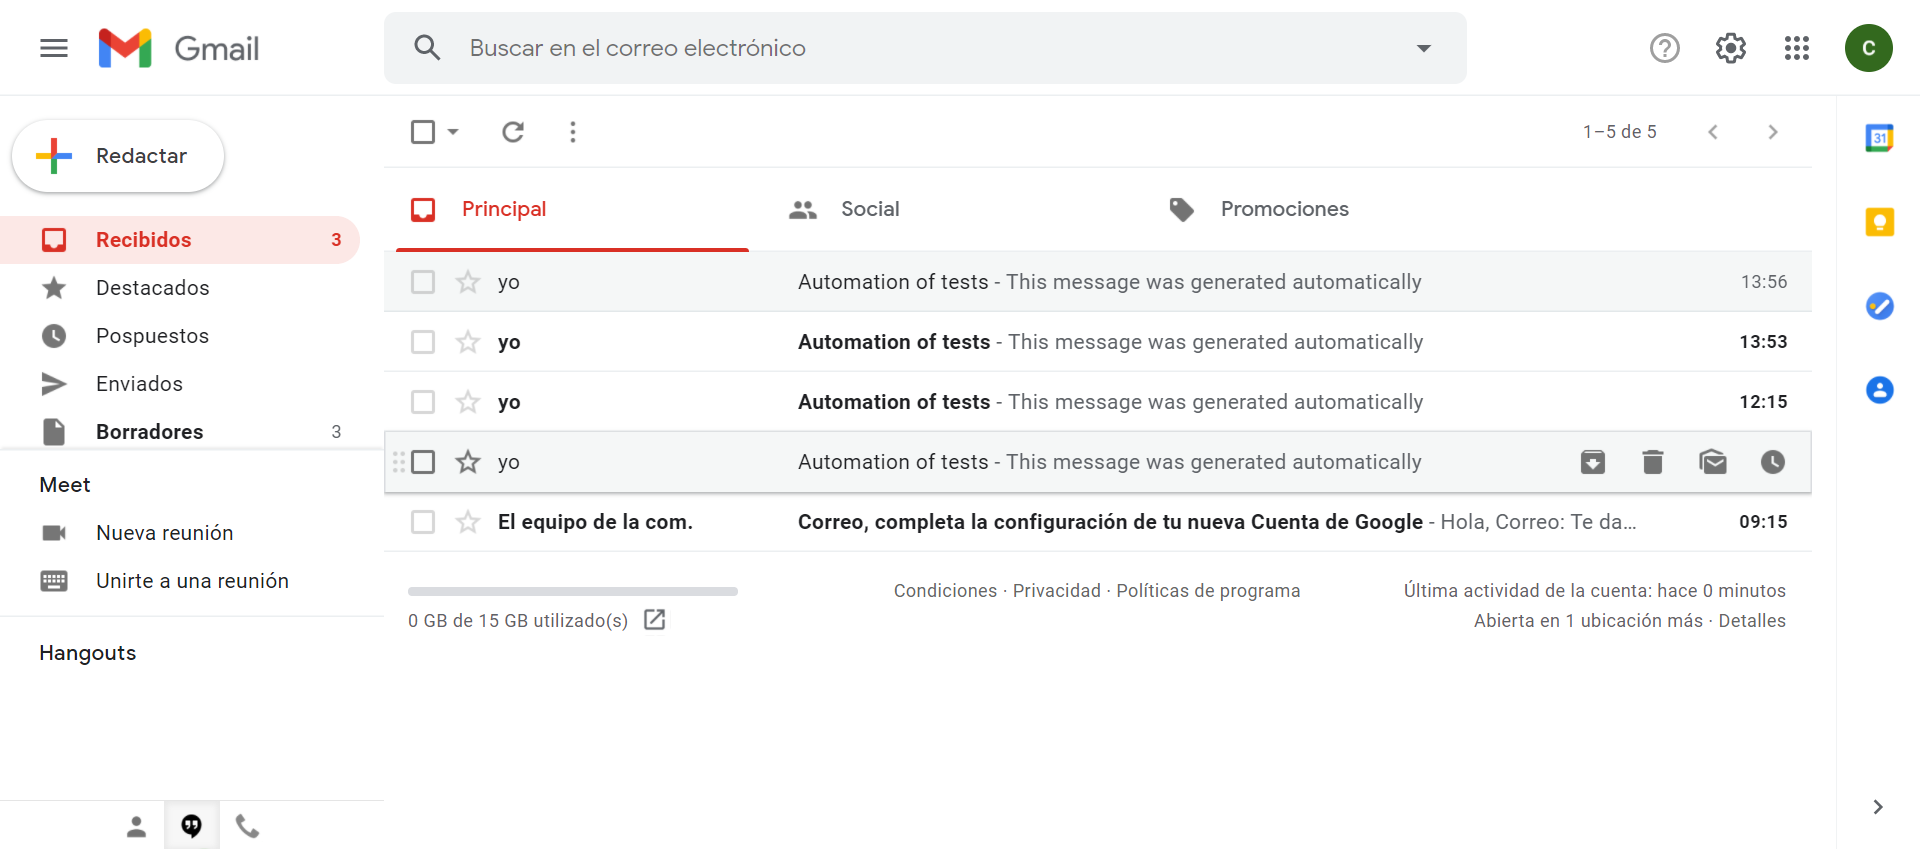 Gmail
Buscar en el correo electrónico
C
Redactar
1–5 de 5
31
Principal
Social
Promociones
Recibidos 3
Destacados
Pospuestos
Enviados
Borradores 3
yo Automation of tests - This message was generated automatically 13:56
yo Automation of tests - This message was generated automatically 13:53
yo Automation of tests - This message was generated automatically 12:15
yo Automation of tests - This message was generated automatically
El equipo de la com. Correo, completa la configuración de tu nueva Cuenta de Google - Hola, Correo: Te da… 09:15
Meet
Nueva reunión
Unirte a una reunión
Hangouts
0 GB de 15 GB utilizado(s)
Condiciones · Privacidad · Políticas de programa
Última actividad de la cuenta: hace 0 minutos
Abierta en 1 ubicación más · Detalles